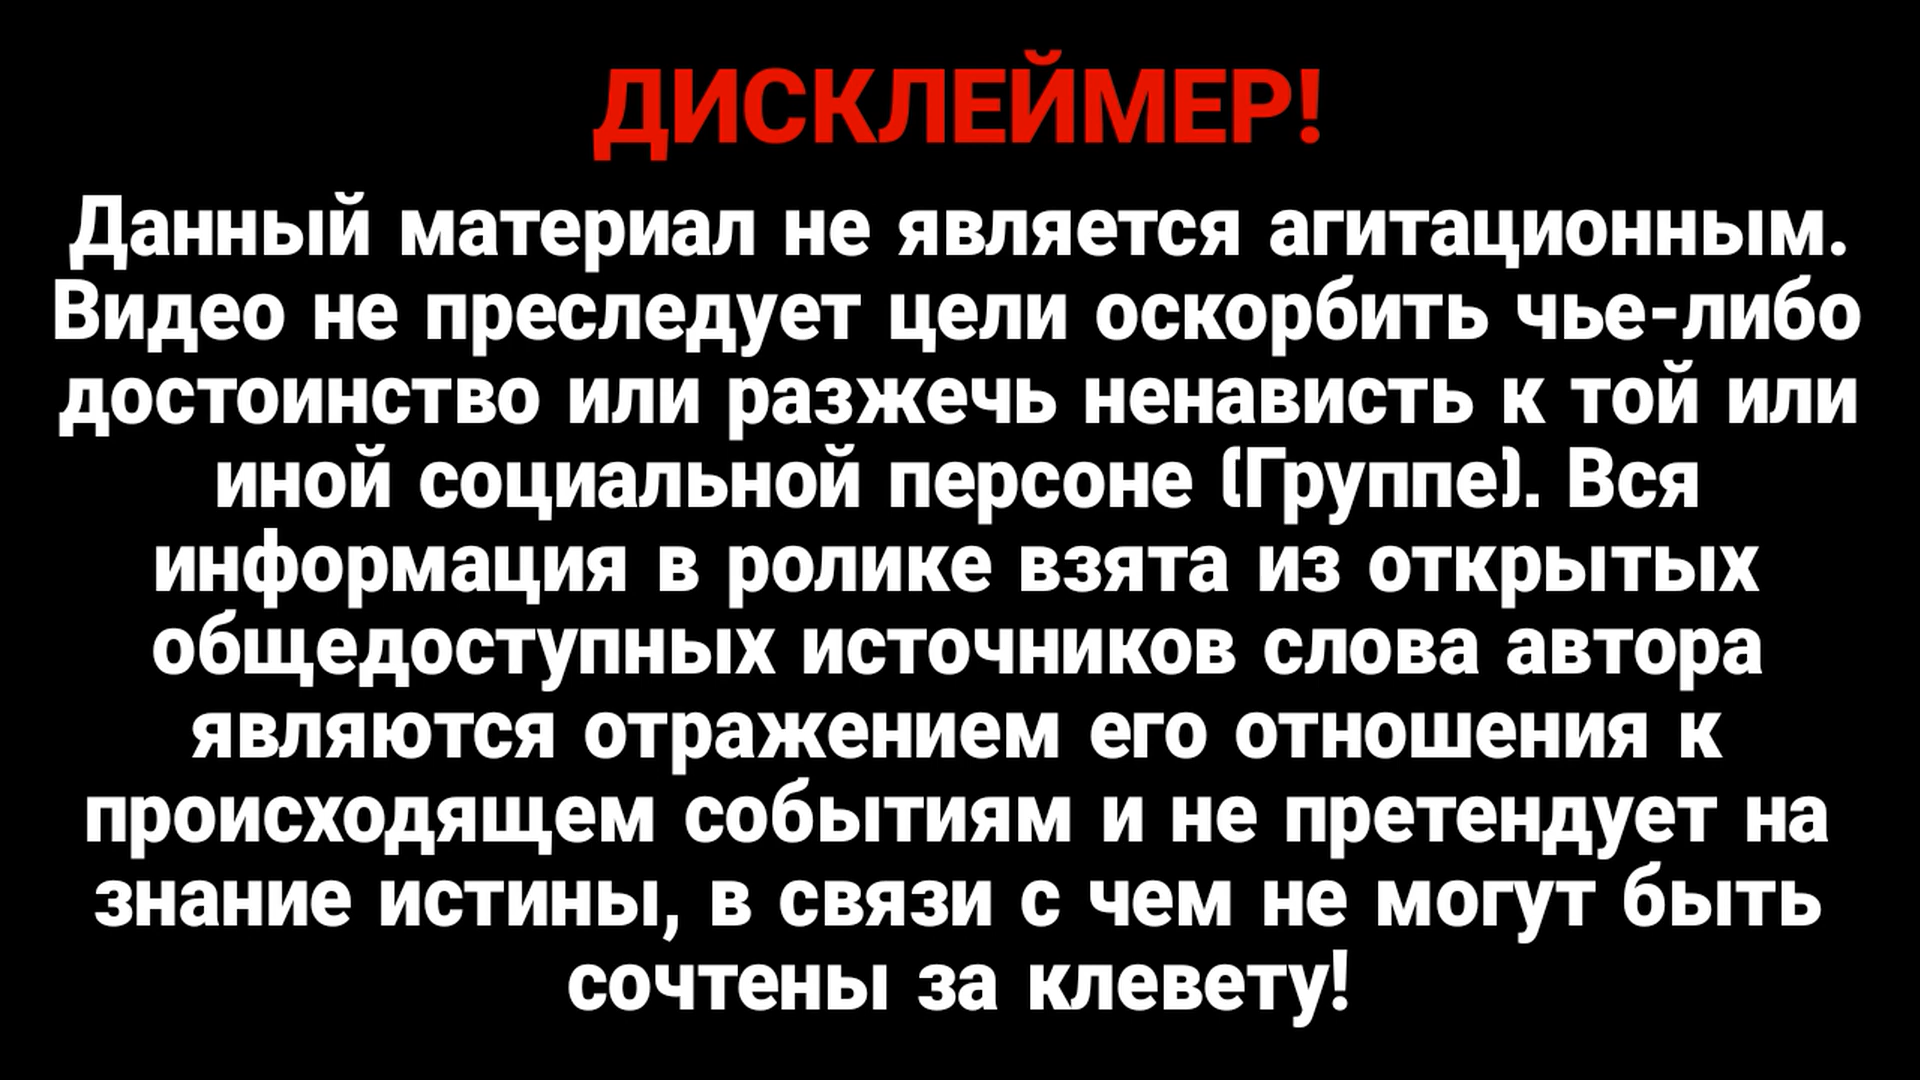 ДИСКЛЕЙМЕР!
Данный материал не является агитационным.
Видео не преследует цели оскорбить чье-либо
достоинство или разжечь ненависть к той или
иной социальной персоне (Группе). Вся
информация в ролике взята из открытых
общедоступных источников слова автора
являются отражением его отношения к
происходящем событиям и не претендует на
знание истины, в связи с чем не могут быть
сочтены за клевету!